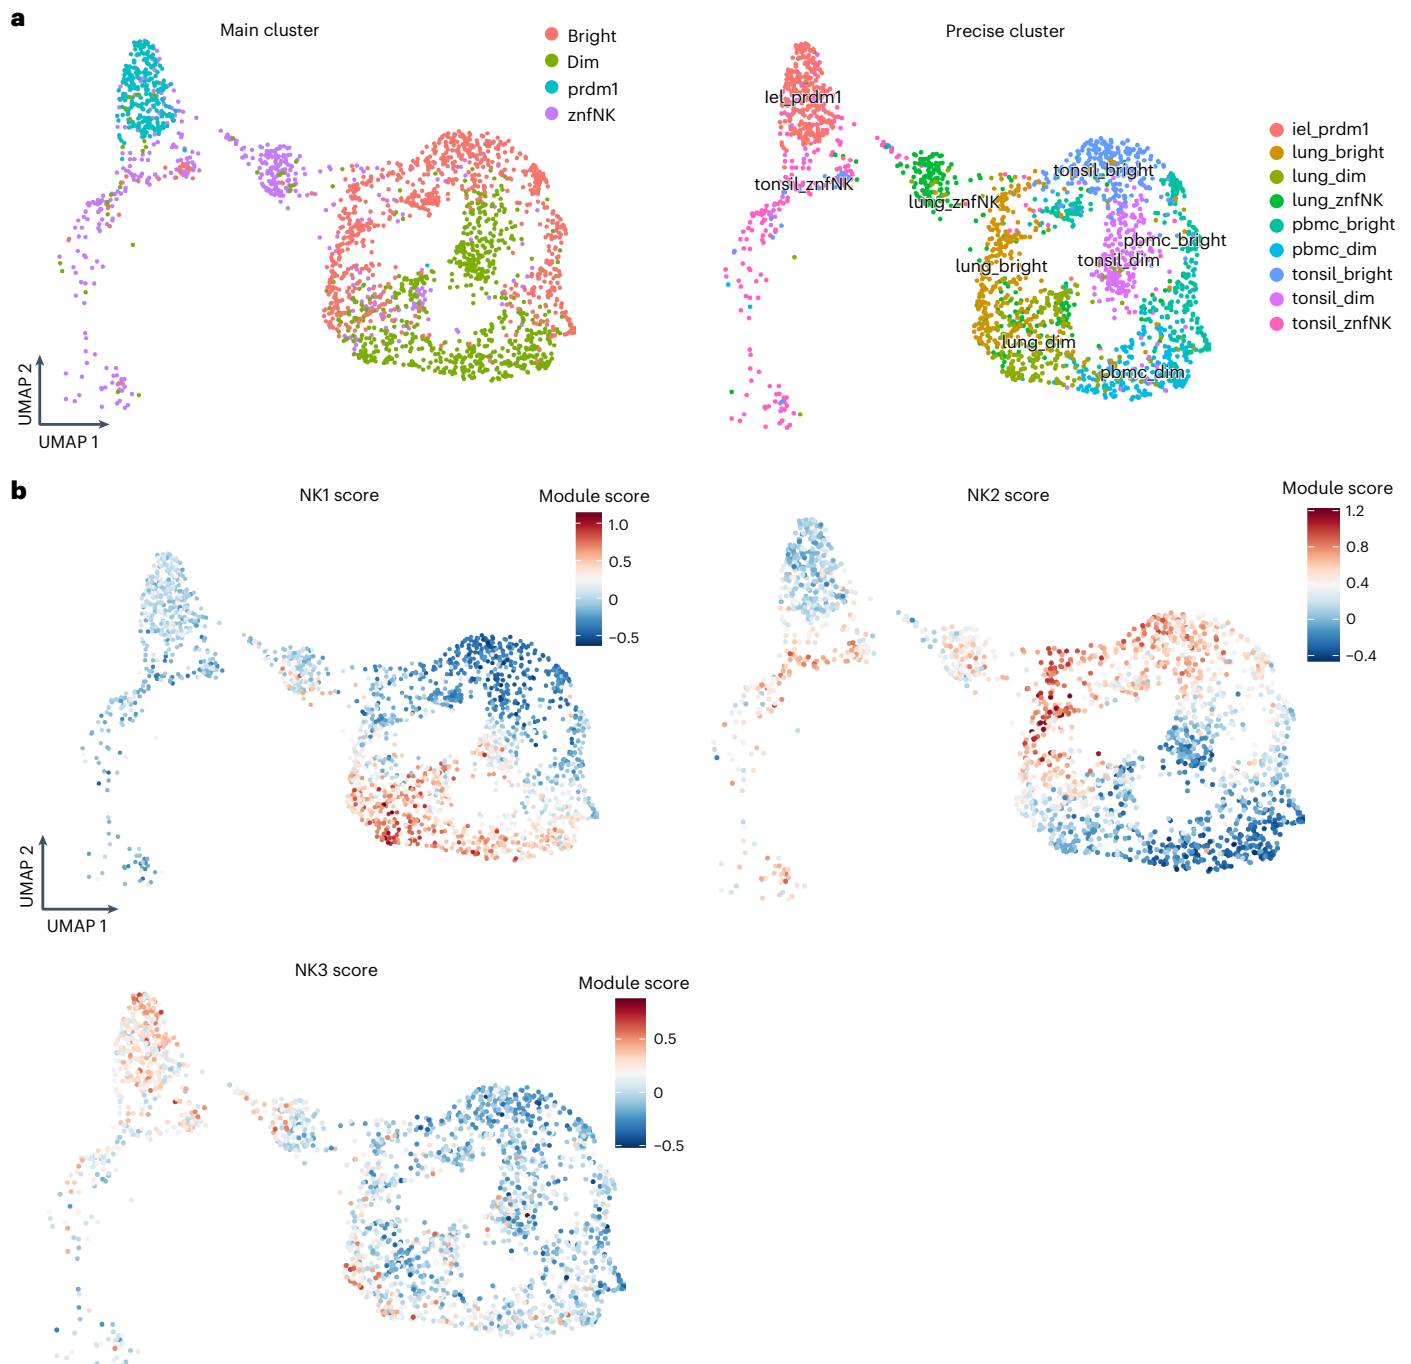 a
Main cluster
Bright
Dim
prdm1
znfNK
UMAP 2
UMAP 1
Precise cluster
Iel_prdm1
tonsil_znfNK
lung_znfNK
tonsil_bright
pbmc_bright
tonsil_dim
lung_bright
lung_dim
pbmc_dim
iel_prdm1
lung_bright
lung_dim
lung_znfNK
pbmc_bright
pbmc_dim
tonsil_bright
tonsil_dim
tonsil_znfNK
b
NK1 score
Module score
1.0
0.5
0
−0.5
UMAP 2
UMAP 1
NK2 score
Module score
1.2
0.8
0.4
0
−0.4
NK3 score
Module score
0.5
0
−0.5